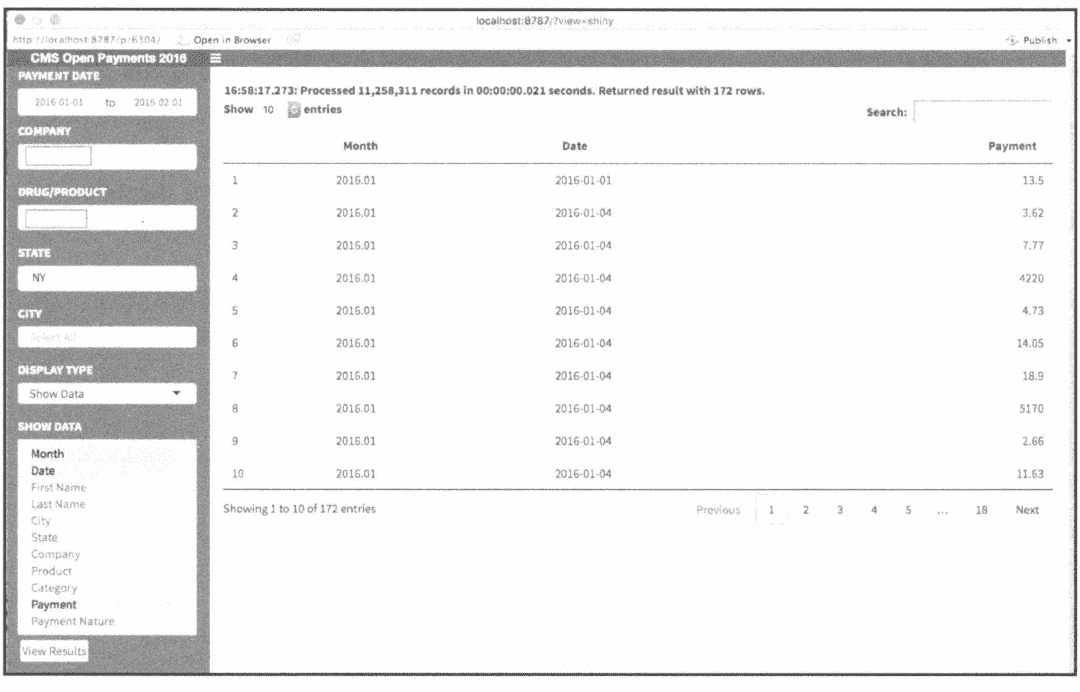 localhost:8787/?view=shiny
http://localhost:8787/p/6304/ Open in Browser Publish
CMS Open Payments 2016
PAYMENT DATE
2016-01-01 to 2016-02-01
COMPANY
DRUG/PRODUCT
STATE
NY
CITY
Select All
DISPLAY TYPE
Show Data
SHOW DATA
Month
Date
First Name
Last Name
City
State
Company
Product
Category
Payment
Payment Nature
View Results
16:58:17.273: Processed 11,258,311 records in 00:00:00.021 seconds. Returned result with 172 rows.
Show 10 entries
Search:
Month Date Payment
1 2016.01 2016-01-01 13.5
2 2016.01 2016-01-04 3.62
3 2016.01 2016-01-04 7.77
4 2016.01 2016-01-04 4220
5 2016.01 2016-01-04 4.73
6 2016.01 2016-01-04 14.05
7 2016.01 2016-01-04 18.9
8 2016.01 2016-01-04 5170
9 2016.01 2016-01-04 2.66
10 2016.01 2016-01-04 11.63
Showing 1 to 10 of 172 entries
Previous 1 2 3 4 5 ... 18 Next